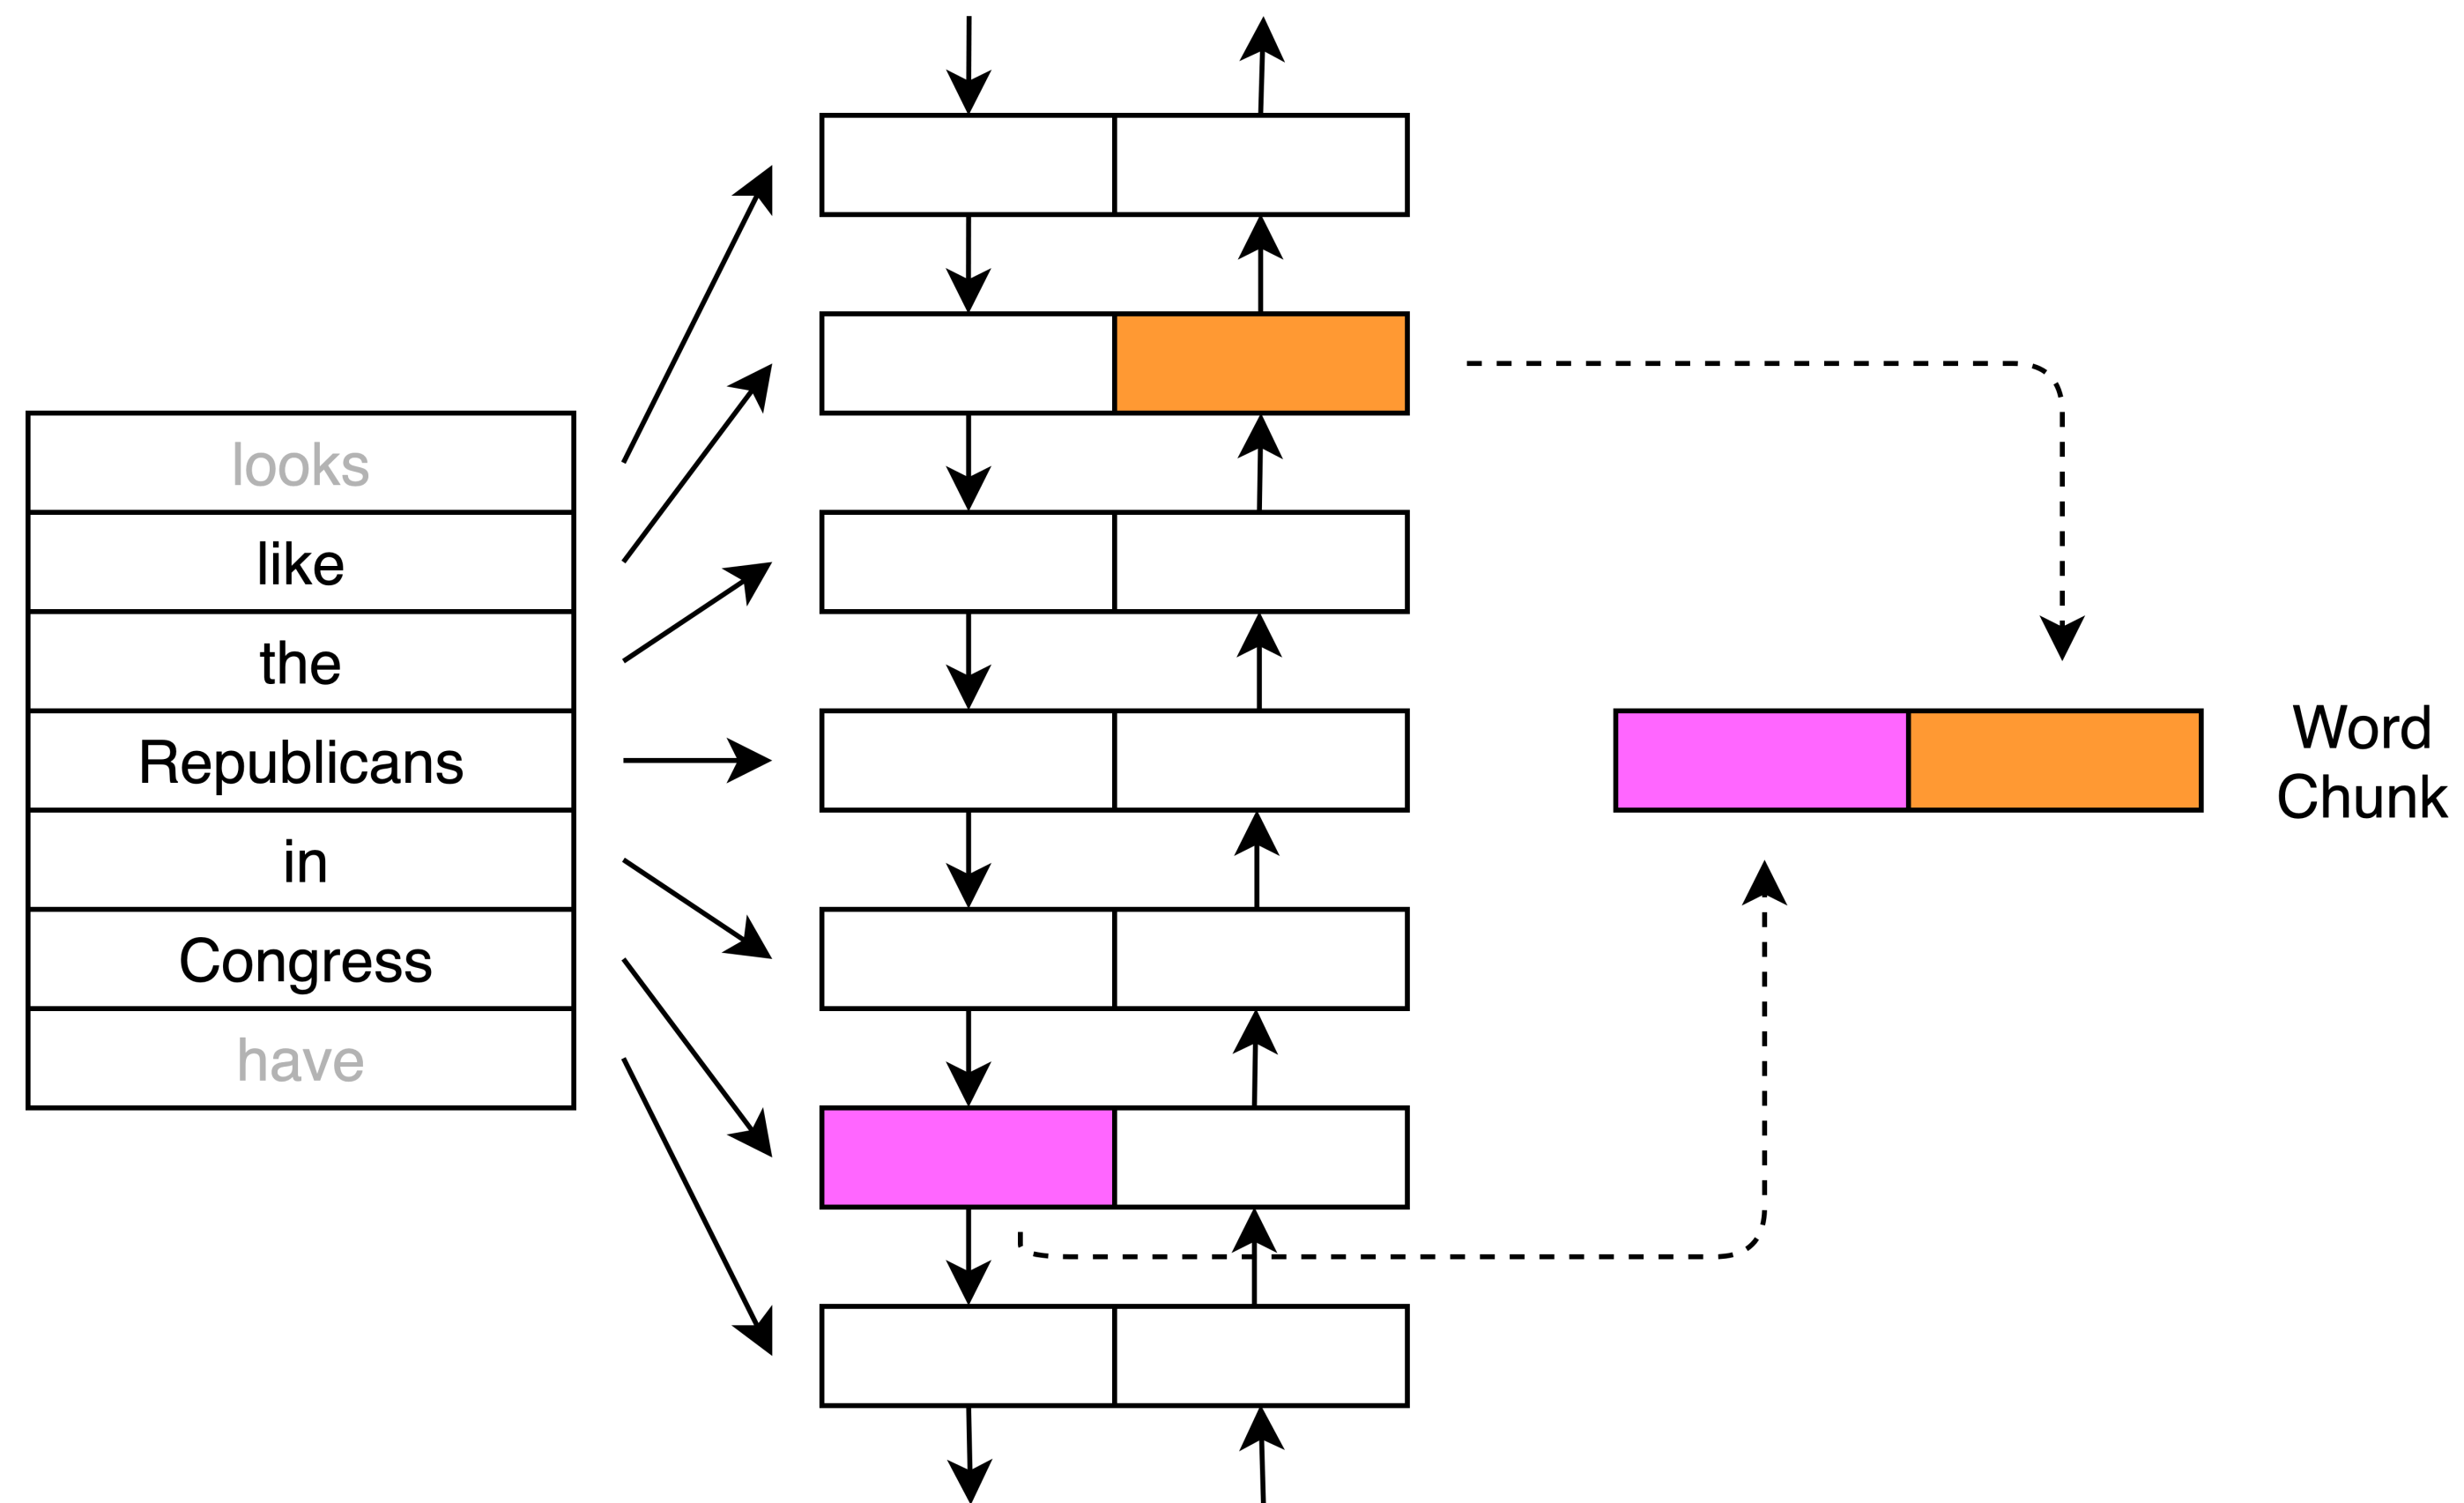 looks
like
the
Republicans
in
Congress
have
Word
Chunk